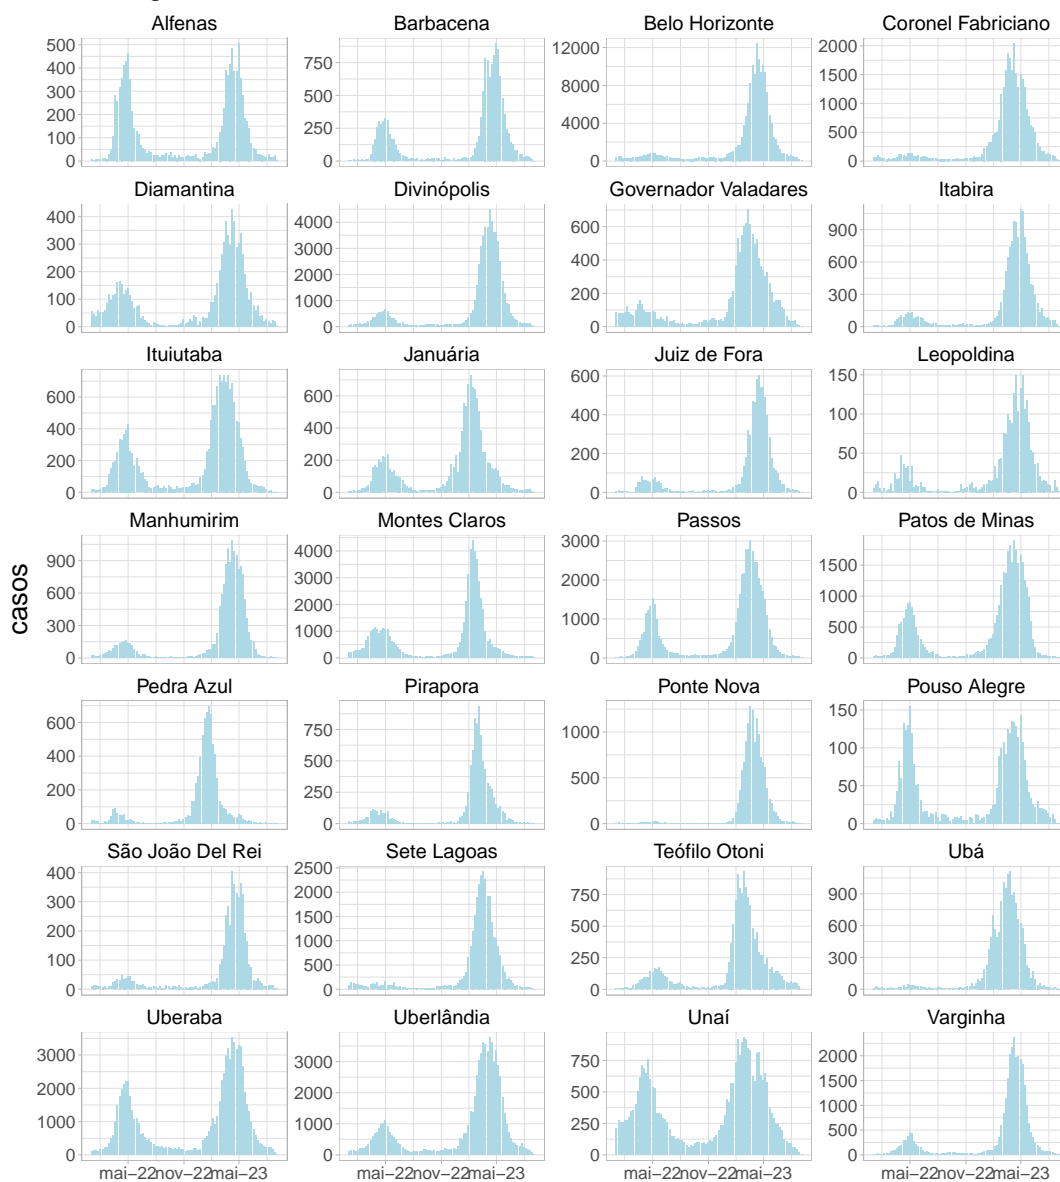 Alfenas Barbacena Belo Horizonte Coronel Fabriciano
500 400 300 200 100 0
750 500 250 0
12000 8000 4000 0
2000 1500 1000 500 0
Diamantina Divinópolis Governador Valadares Itabira
400 300 200 100 0
4000 3000 2000 1000 0
600 400 200 0
900 600 300 0
Ituiutaba Januária Juiz de Fora Leopoldina
600 400 200 0
600 400 200 0
600 400 200 0
150 100 50 0
Manhumirim Montes Claros Passos Patos de Minas
900 600 300 0
4000 3000 2000 1000 0
3000 2000 1000 0
1500 1000 500 0
casos
Pedra Azul Pirapora Ponte Nova Pouso Alegre
600 400 200 0
750 500 250 0
1000 500 0
150 100 50 0
São João Del Rei Sete Lagoas Teófilo Otoni Ubá
400 300 200 100 0
2500 2000 1500 1000 500 0
750 500 250 0
900 600 300 0
Uberaba Uberlândia Unaí Varginha
3000 2000 1000 0
3000 2000 1000 0
750 500 250 0
2000 1500 1000 500 0
mai–22 nov–22 mai–23 mai–22 nov–22 mai–23 mai–22 nov–22 mai–23 mai–22 nov–22 mai–23